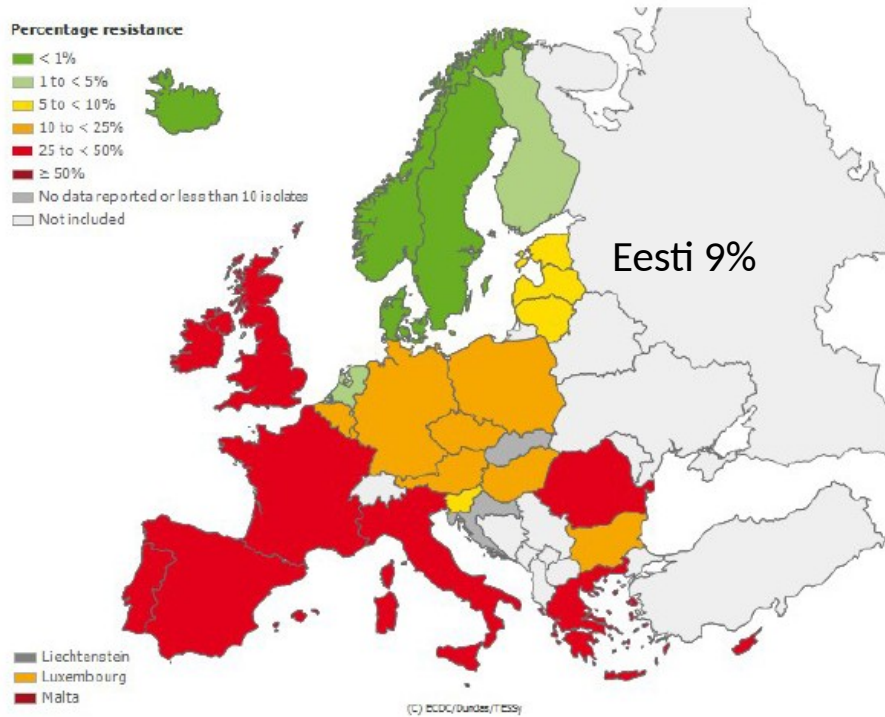 Percentage resistance
< 1%
1 to < 5%
5 to < 10%
10 to < 25%
25 to < 50%
≥ 50%
No data reported or less than 10 isolates
Not included
Eesti 9%
Liechtenstein
Luxembourg
Malta
(C) ECDC/Dundas/TESSy